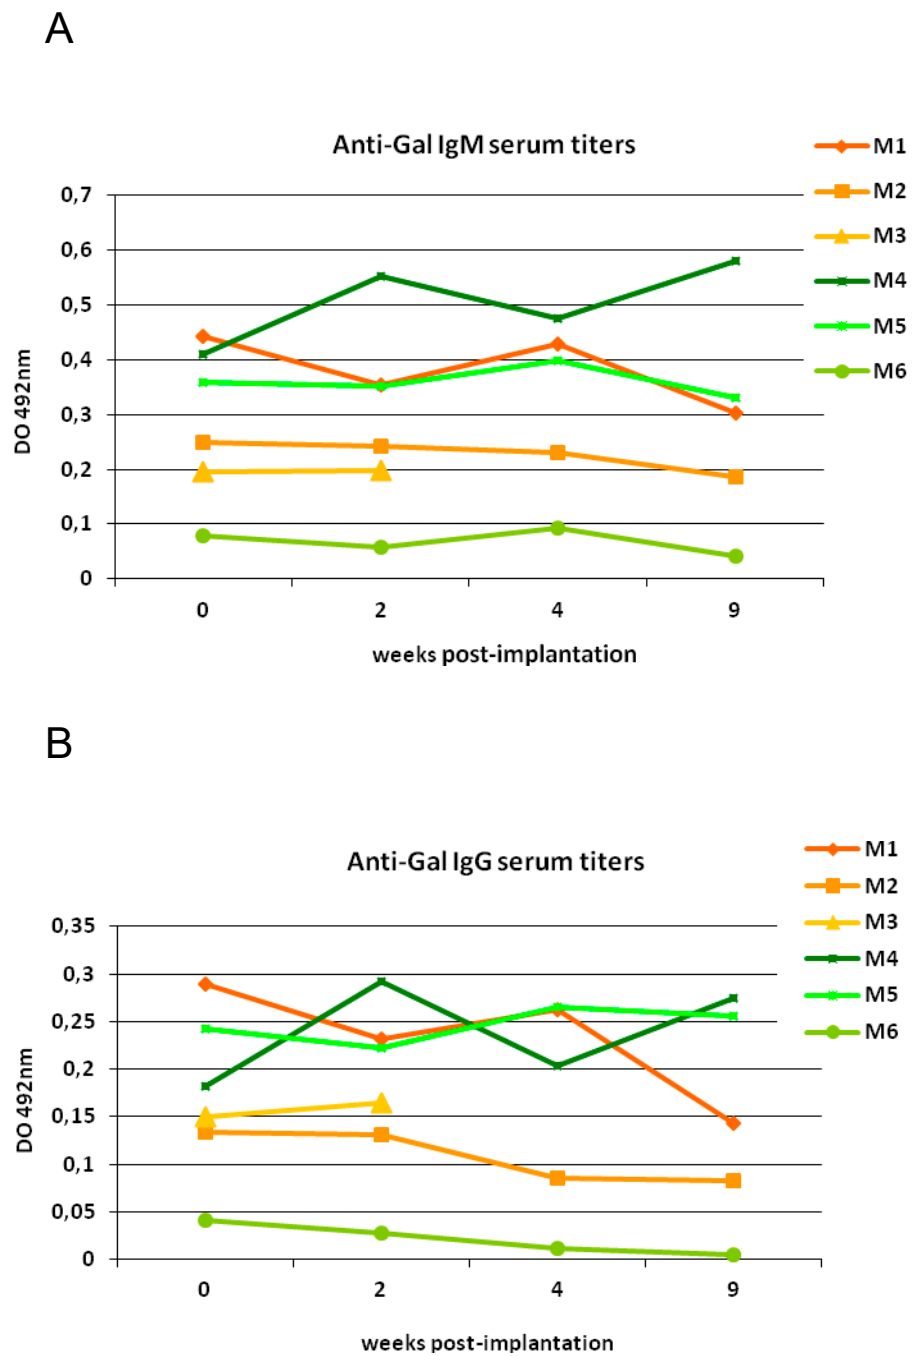 A
Anti-Gal IgM serum titers
M1
M2
M3
M4
M5
M6
0,7
0,6
0,5
0,4
0,3
0,2
0,1
0
DO 492nm
0 2 4 9
weeks post-implantation
B
Anti-Gal IgG serum titers
M1
M2
M3
M4
M5
M6
0,35
0,3
0,25
0,2
0,15
0,1
0,05
0
DO 492nm
0 2 4 9
weeks post-implantation